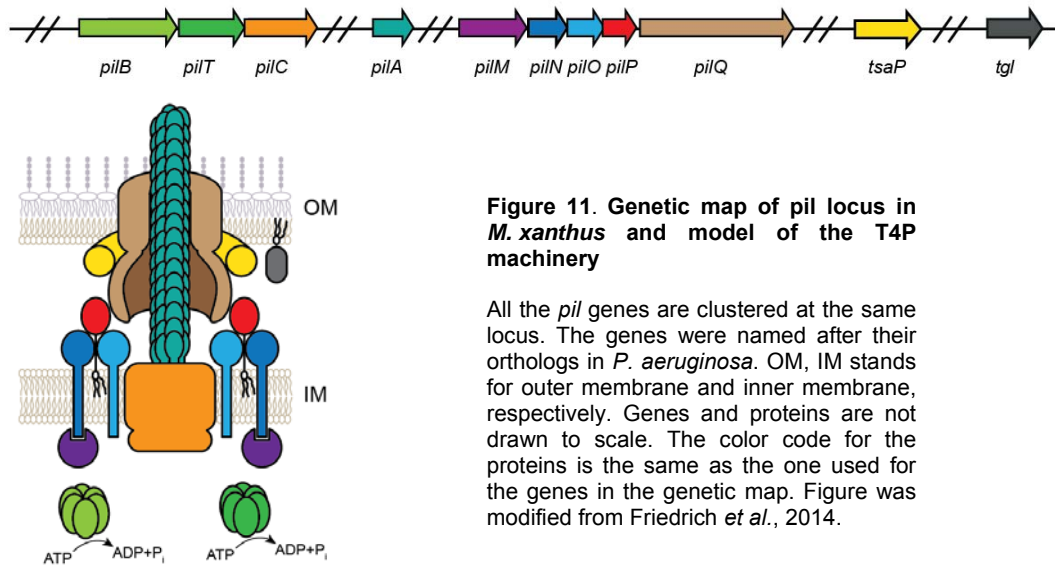 pilB pilT pilC pilA pilM pilN pilO pilP pilQ tsaP tgl
OM
IM
ATP ADP+Pi ATP ADP+Pi
Figure 11. Genetic map of pil locus in
M. xanthus and model of the T4P
machinery
All the pil genes are clustered at the same
locus. The genes were named after their
orthologs in P. aeruginosa. OM, IM stands
for outer membrane and inner membrane,
respectively. Genes and proteins are not
drawn to scale. The color code for the
proteins is the same as the one used for
the genes in the genetic map. Figure was
modified from Friedrich et al., 2014.